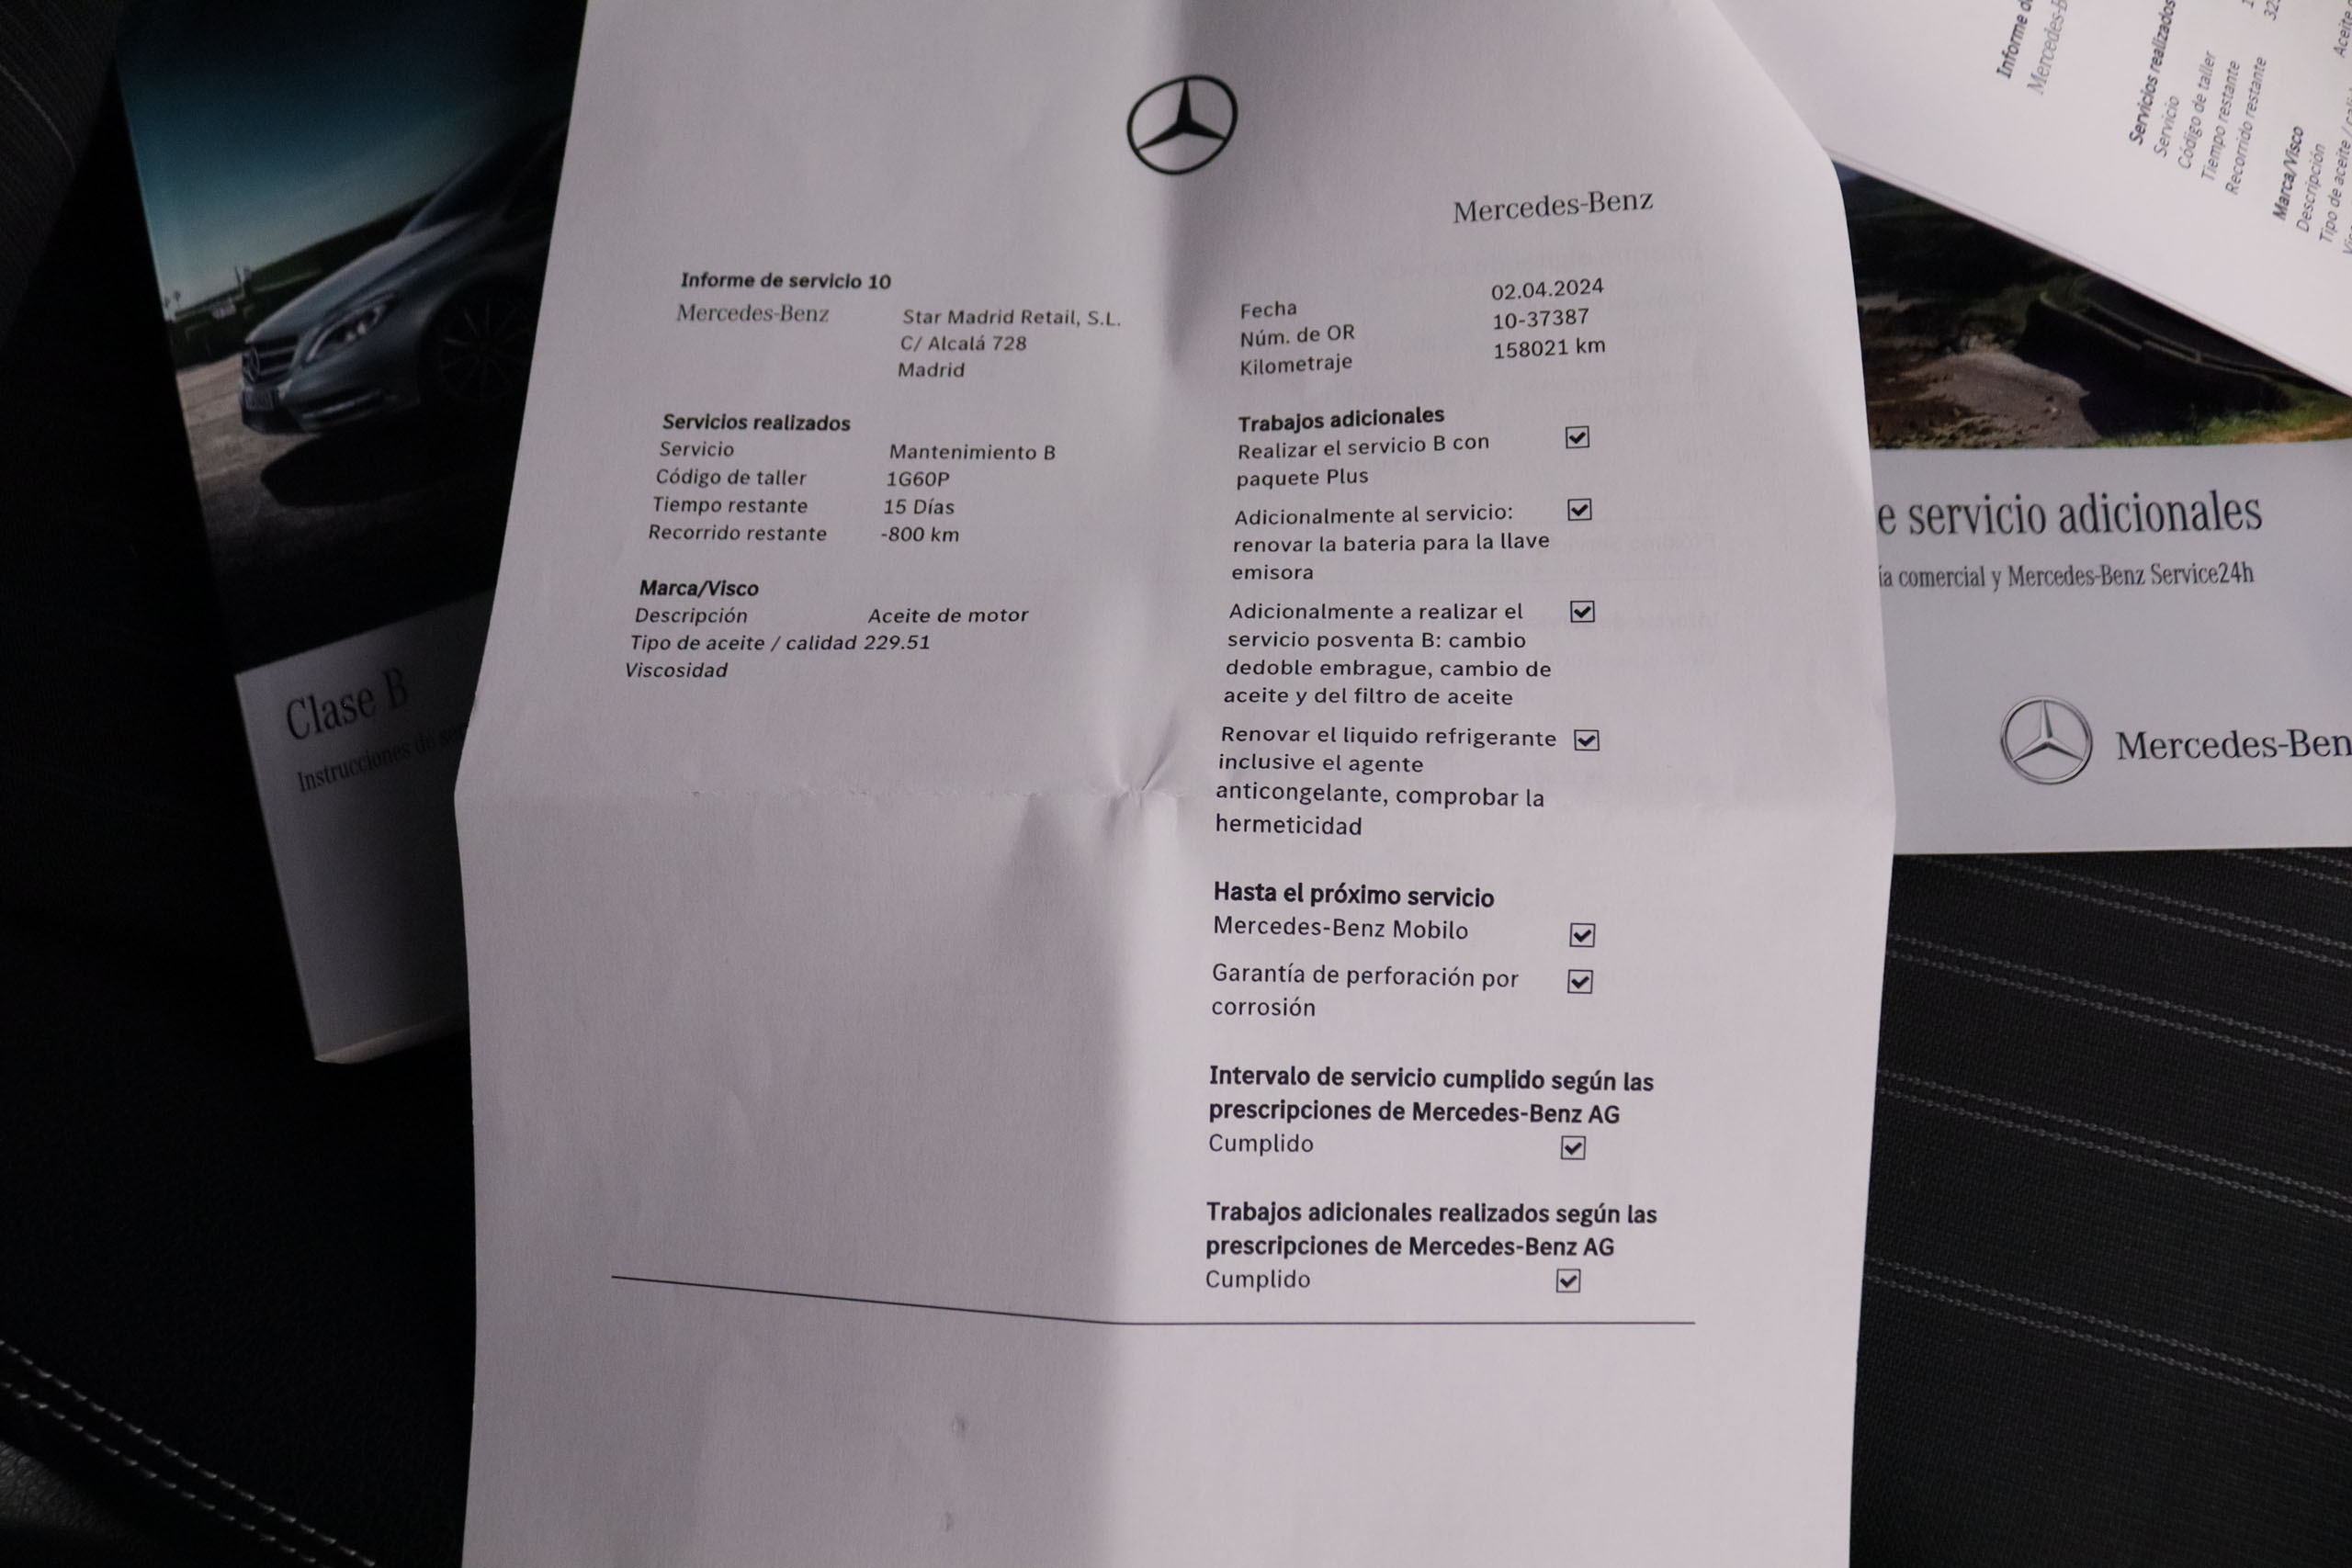 Mercedes-Benz
Informe de servicio 10
Mercedes-Benz
Star Madrid Retail, S.L.
C/ Alcalá 728
Madrid
Fecha 02.04.2024
Núm. de OR 10-37387
Kilometraje 158021 km
Servicios realizados
Servicio Mantenimiento B
Código de taller 1G60P
Tiempo restante 15 Días
Recorrido restante -800 km
Marca/Visco
Descripción Aceite de motor
Tipo de aceite / calidad 229.51
Viscosidad
Trabajos adicionales
Realizar el servicio B con
paquete Plus
Adicionalmente al servicio:
renovar la bateria para la llave
emisora
Adicionalmente a realizar el
servicio posventa B: cambio
dedoble embrague, cambio de
aceite y del filtro de aceite
Renovar el liquido refrigerante
inclusive el agente
anticongelante, comprobar la
hermeticidad
Hasta el próximo servicio
Mercedes-Benz Mobilo
Garantía de perforación por
corrosión
Intervalo de servicio cumplido según las
prescripciones de Mercedes-Benz AG
Cumplido
Trabajos adicionales realizados según las
prescripciones de Mercedes-Benz AG
Cumplido
Clase B
Instrucciones de
e servicio adicionales
ía comercial y Mercedes-Benz Service24h
Mercedes-Ben
Informe d
Mercedes-B
Servicios realizados
Servicio
Código de taller
Tiempo restante
Recorrido restante
Marca/Visco
Descripción
Tipo de aceite /
Aceite